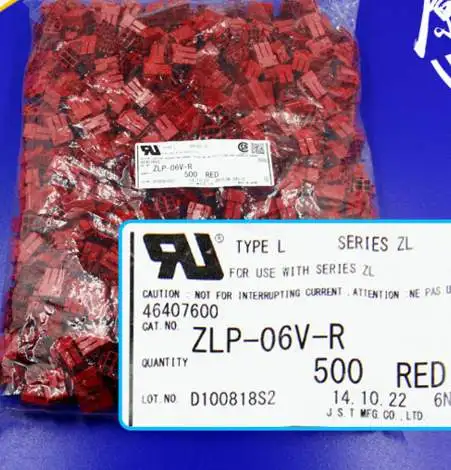 ZLP-06V-R
500 RED
TYPE L SERIES ZL
FOR USE WITH SERIES ZL
CAUTION : NOT FOR INTERRUPTING CURRENT . ATTENTION : NE PAS U
46407600
CAT. NO. ZLP-06V-R
QUANTITY 500 RED
LOT. NO. D100818S2 14.10.22 6N
J.S.T MFG. CO., LTD